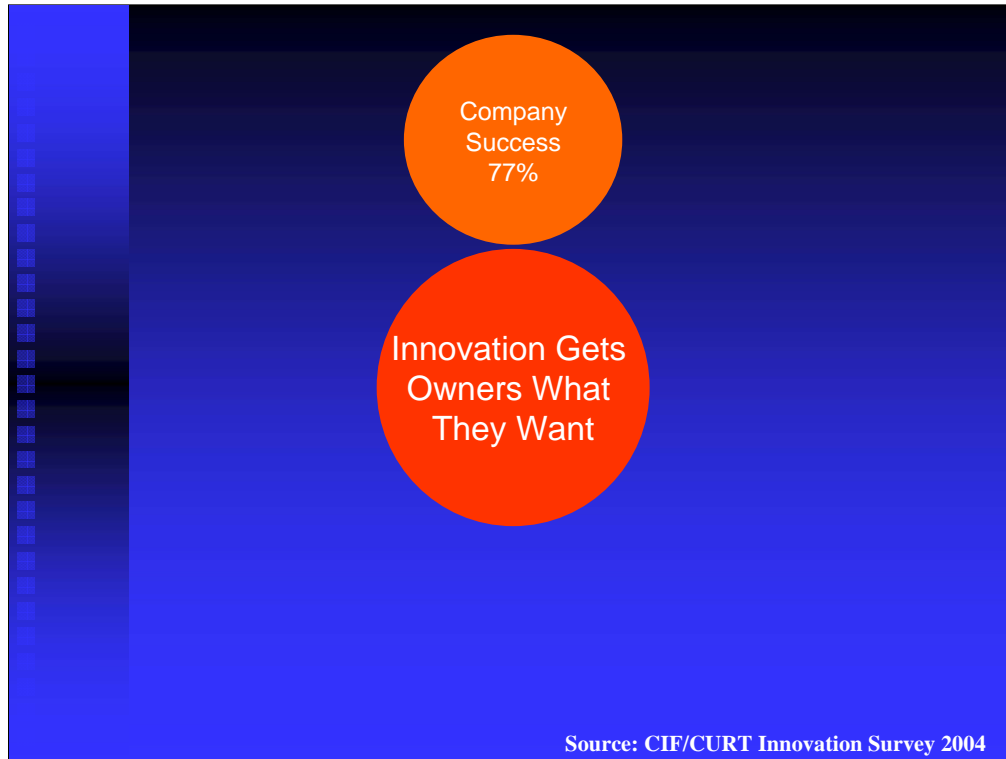 Company
Success
77%
Innovation Gets
Owners What
They Want
Source: CIF/CURT Innovation Survey 2004